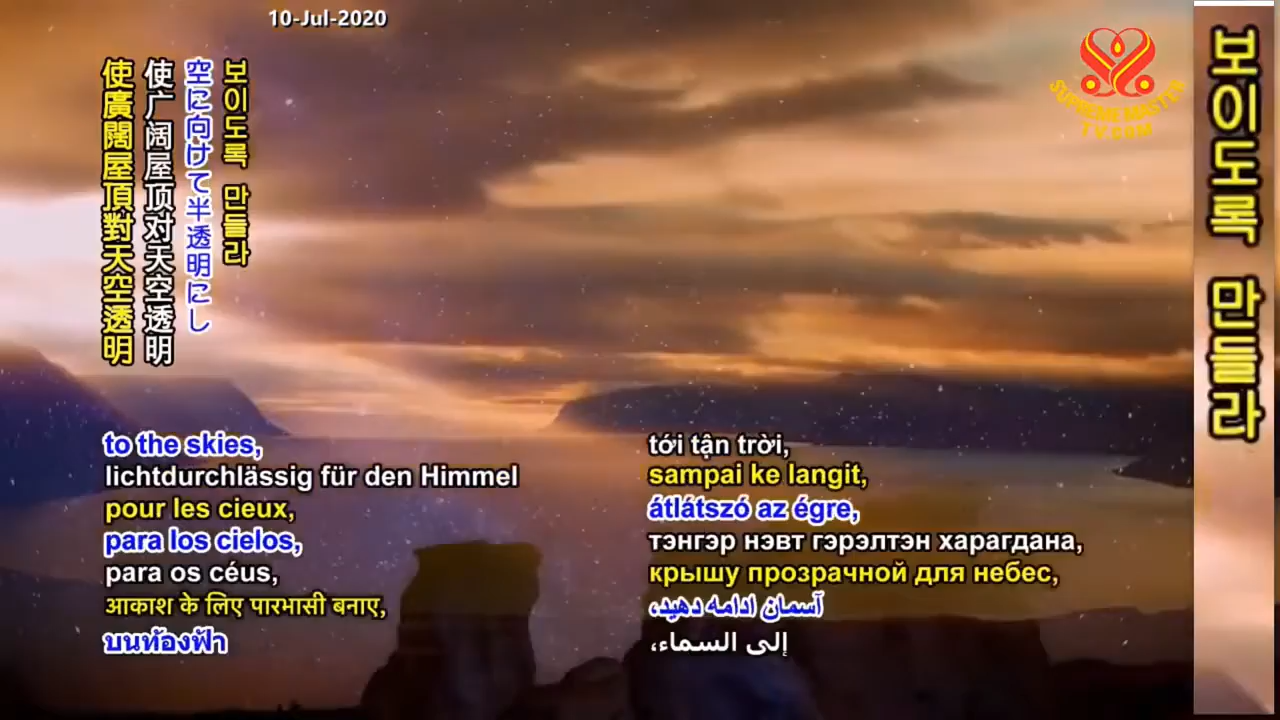 10-Jul-2020
SUPREME MASTER
TV.COM
보이도록 만들라
空に向けて半透明にし
使广阔屋顶对天空透明
使廣闊屋頂對天空透明
보이도록 만들라
to the skies,
lichtdurchlässig für den Himmel
pour les cieux,
para los cielos,
para os céus,
आकाश के लिए पारभासी बनाए,
บนท้องฟ้า
tới tận trời,
sampai ke langit,
átlátszó az égre,
тэнгэр нэвт гэрэлтэн харагдана,
крышу прозрачной для небес,
آسمان ادامه دهید،
إلى السماء،